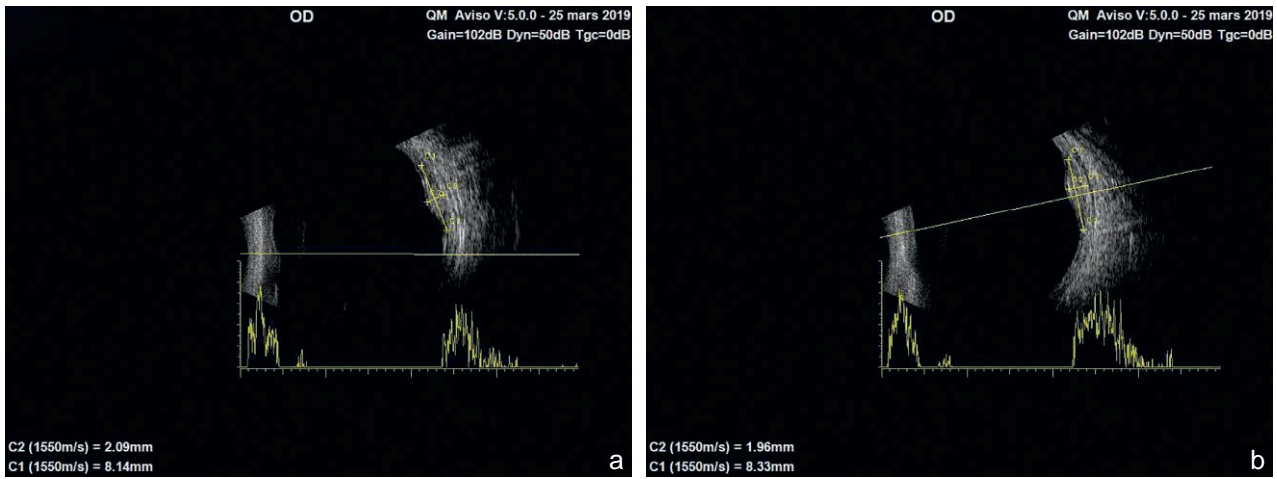 OD
QM Aviso V:5.0.0 - 25 mars 2019
Gain=102dB Dyn=50dB Tgc=0dB
C2 (1550m/s) = 2.09mm
C1 (1550m/s) = 8.14mm
a
OD
QM Aviso V:5.0.0 - 25 mars 2019
Gain=102dB Dyn=50dB Tgc=0dB
C2 (1550m/s) = 1.96mm
C1 (1550m/s) = 8.33mm
b